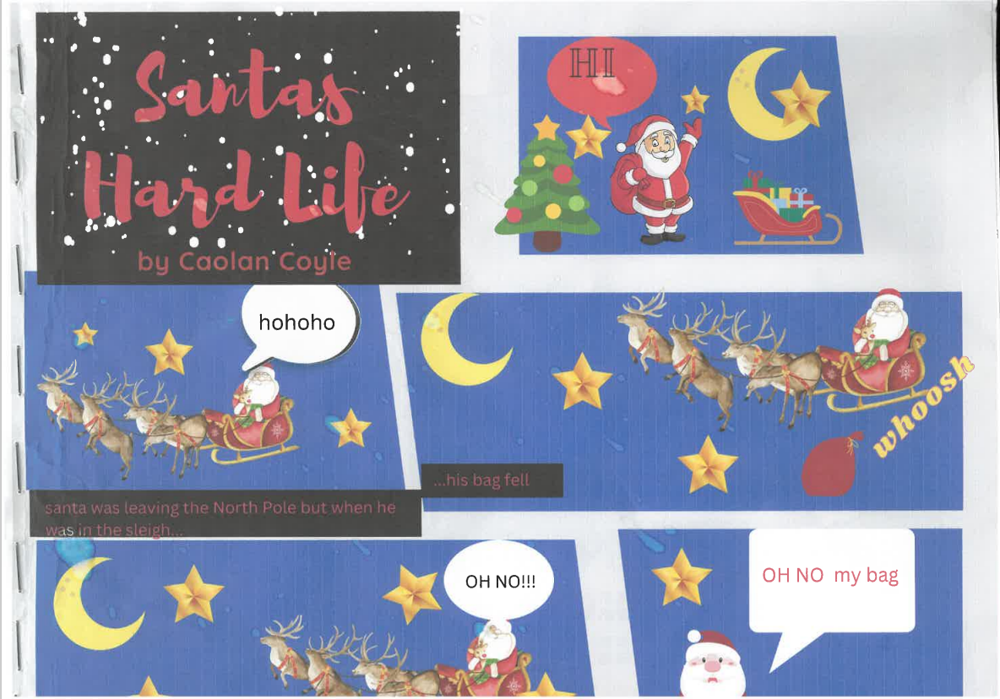 Santas
Hard Life
by Caolan Coyle
HI
hohoho
santa was leaving the North Pole but when he
was in the sleigh...
...his bag fell
whoosh
OH NO!!!
OH NO my bag